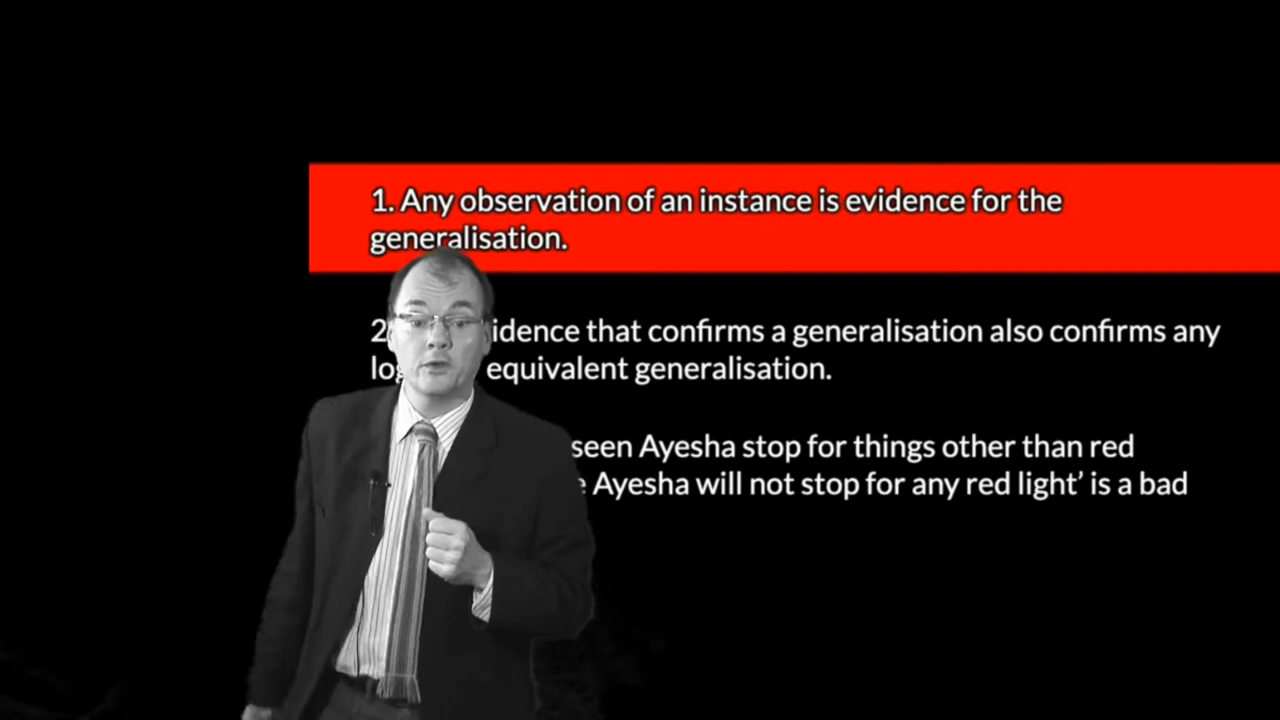 1. Any observation of an instance is evidence for the
generalisation.
2 idence that confirms a generalisation also confirms any
equivalent generalisation.
seen Ayesha stop for things other than red
Ayesha will not stop for any red light’ is a bad